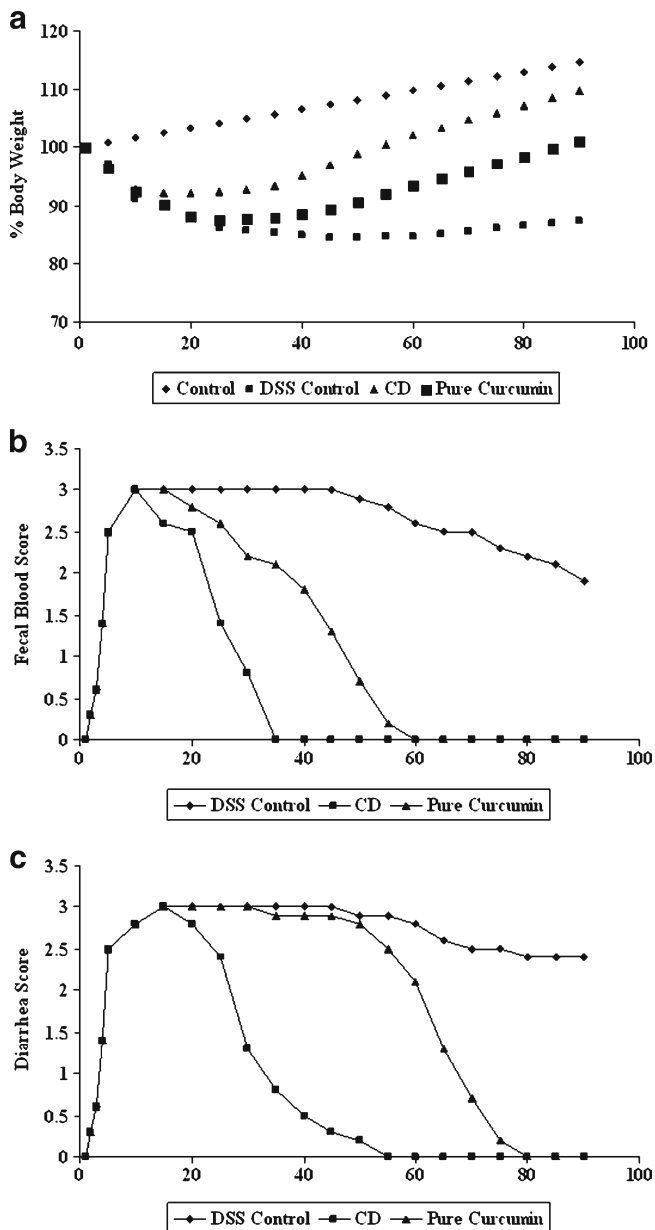 a
120
110
100
90
80
70
% Body Weight
0 20 40 60 80 100
Control DSS Control CD Pure Curcumin
b
3.5
3
2.5
2
1.5
1
0.5
0
Fecal Blood Score
0 20 40 60 80 100
DSS Control CD Pure Curcumin
c
3.5
3
2.5
2
1.5
1
0.5
0
Diarrhea Score
0 20 40 60 80 100
DSS Control CD Pure Curcumin